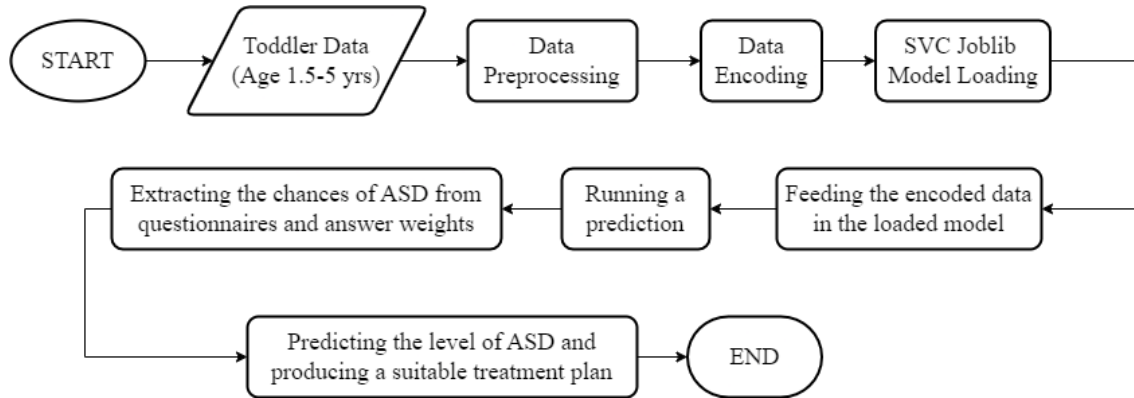 START
Toddler Data
(Age 1.5-5 yrs)
Data
Preprocessing
Data
Encoding
SVC Joblib
Model Loading
Feeding the encoded data
in the loaded model
Running a
prediction
Extracting the chances of ASD from
questionnaires and answer weights
Predicting the level of ASD and
producing a suitable treatment plan
END